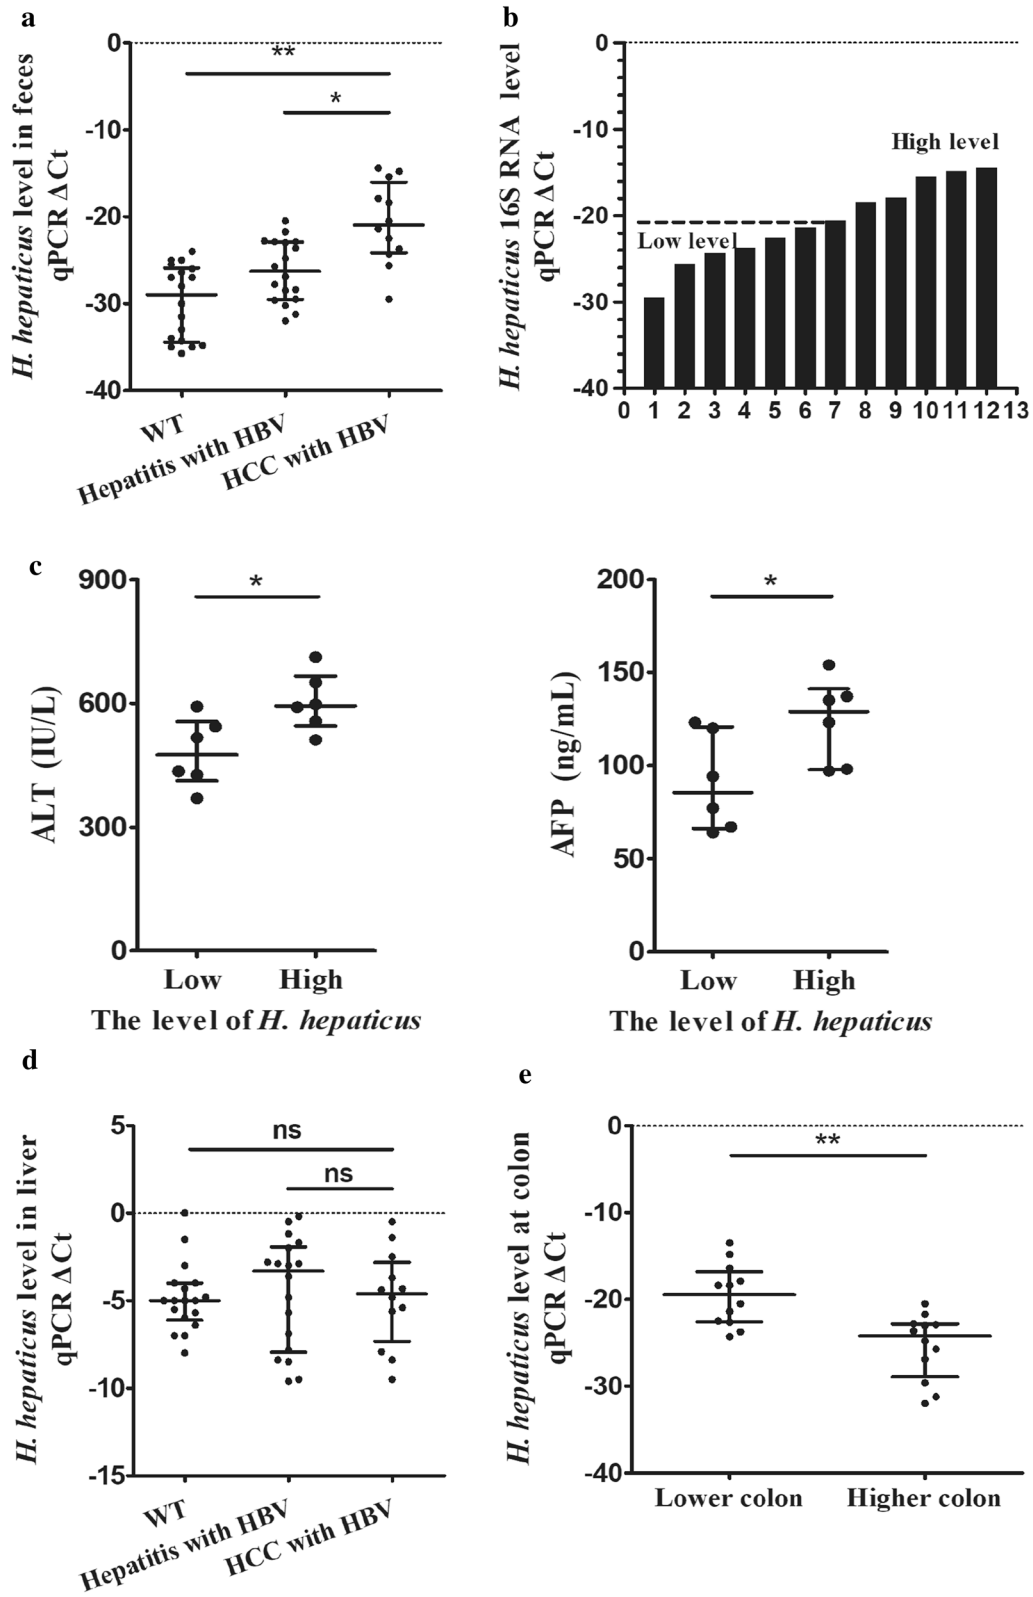 a
H. hepaticus level in feces
qPCR ΔCt
0
-10
-20
-30
-40
**
*
WT
Hepatitis with HBV
HCC with HBV
b
H. hepaticus 16S RNA level
qPCR ΔCt
0
-10
-20
-30
-40
High level
Low level
0 1 2 3 4 5 6 7 8 9 10 11 12 13
c
ALT (IU/L)
900
600
300
0
*
Low High
The level of H. hepaticus
AFP (ng/mL)
200
150
100
50
0
*
Low High
The level of H. hepaticus
d
H. hepaticus level in liver
qPCR ΔCt
5
0
-5
-10
-15
ns
ns
WT
Hepatitis with HBV
HCC with HBV
e
H. hepaticus level at colon
qPCR ΔCt
0
-10
-20
-30
-40
**
Lower colon Higher colon